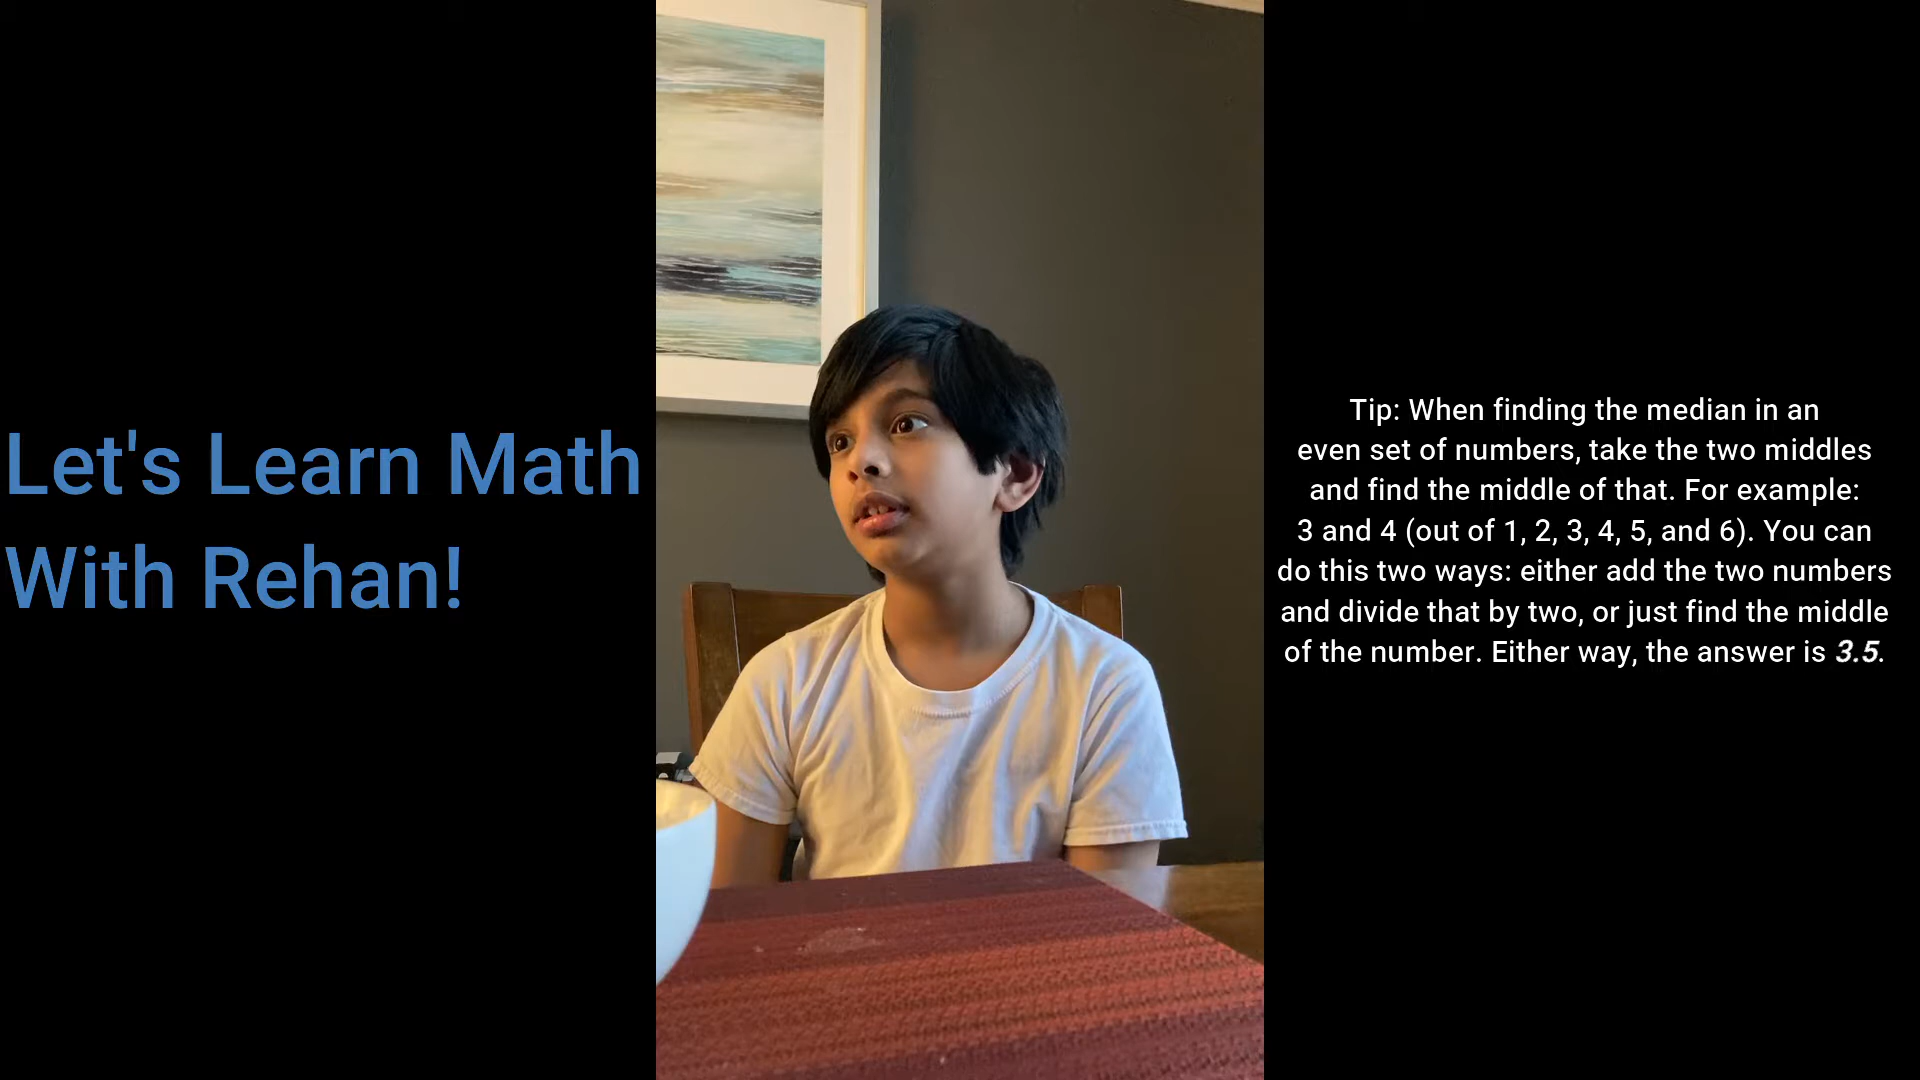 Let's Learn Math
With Rehan!
Tip: When finding the median in an
even set of numbers, take the two middles
and find the middle of that. For example:
3 and 4 (out of 1, 2, 3, 4, 5, and 6). You can
do this two ways: either add the two numbers
and divide that by two, or just find the middle
of the number. Either way, the answer is 3.5.